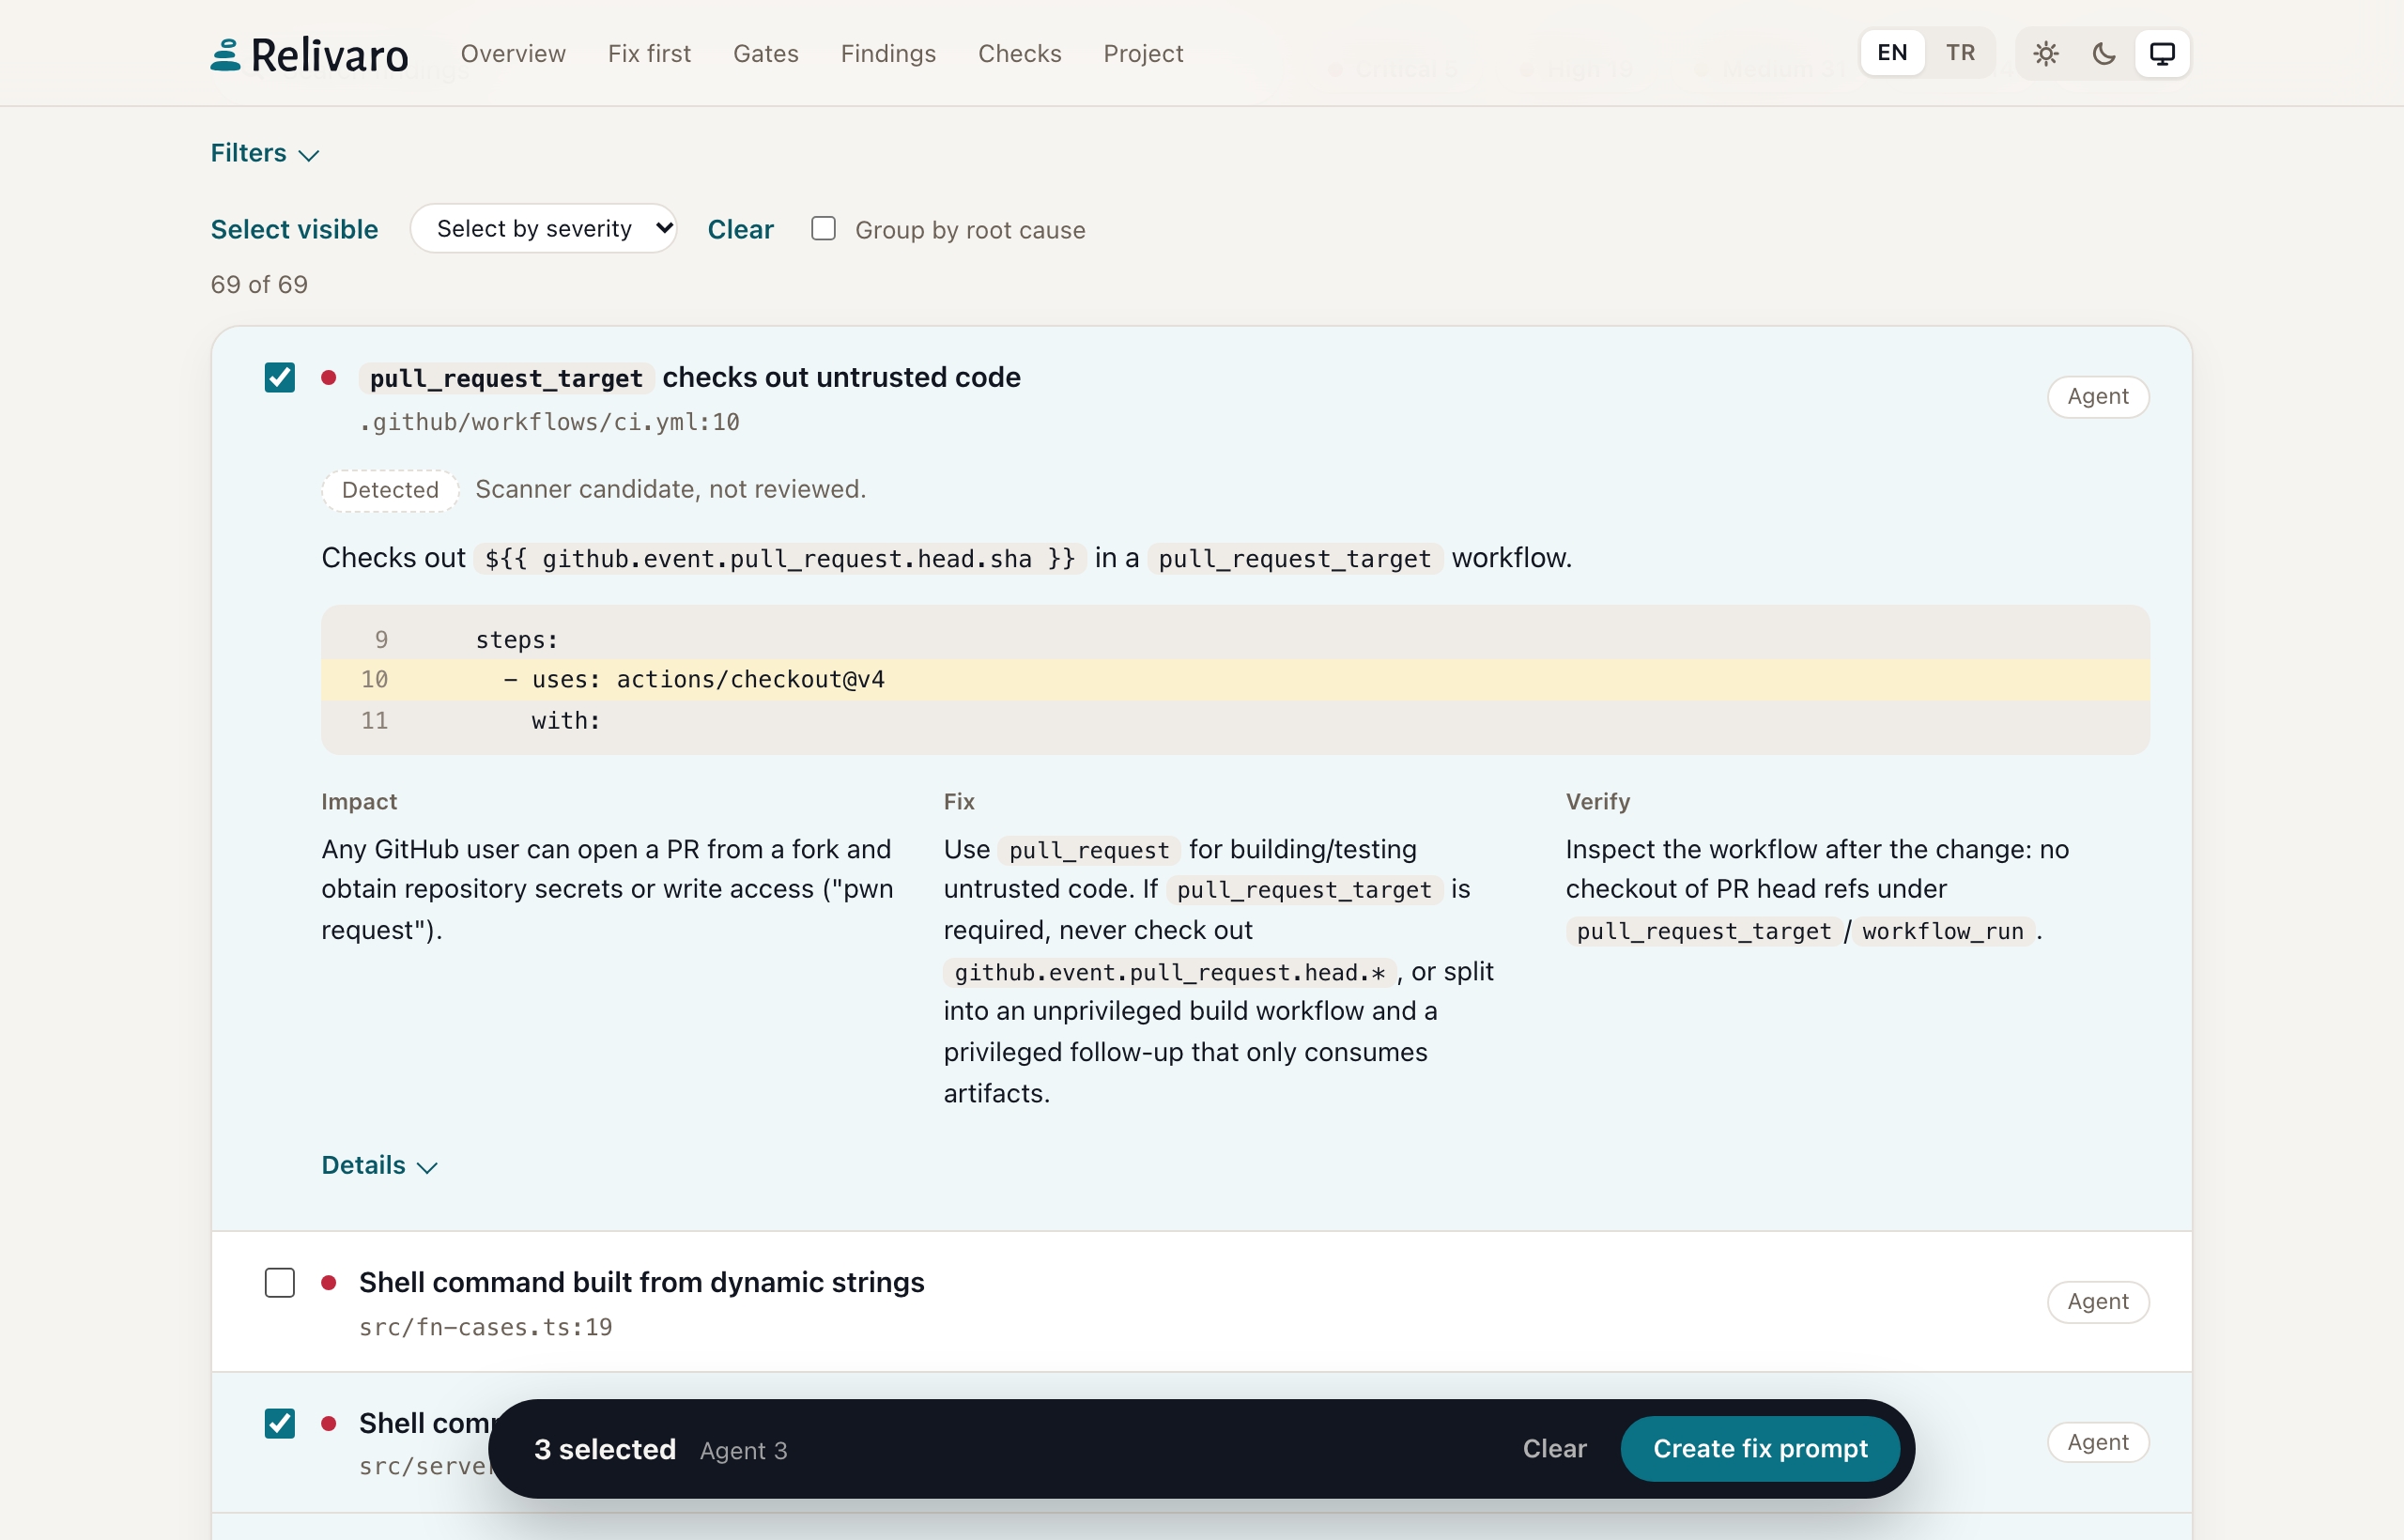 Relivaro Overview Fix first Gates Findings Checks Project EN TR
Filters
Select visible Select by severity Clear Group by root cause
69 of 69
pull_request_target checks out untrusted code
Agent
.github/workflows/ci.yml:10
Detected Scanner candidate, not reviewed.
Checks out ${{ github.event.pull_request.head.sha }} in a pull_request_target workflow.
9 steps:
10 - uses: actions/checkout@v4
11 with:
Impact
Any GitHub user can open a PR from a fork and
obtain repository secrets or write access ("pwn
request").
Fix
Use pull_request for building/testing
untrusted code. If pull_request_target is
required, never check out
github.event.pull_request.head.*, or split
into an unprivileged build workflow and a
privileged follow-up that only consumes
artifacts.
Verify
Inspect the workflow after the change: no
checkout of PR head refs under
pull_request_target/workflow_run.
Details
Shell command built from dynamic strings
Agent
src/fn-cases.ts:19
Shell
Agent
3 selected Agent 3 Clear Create fix prompt